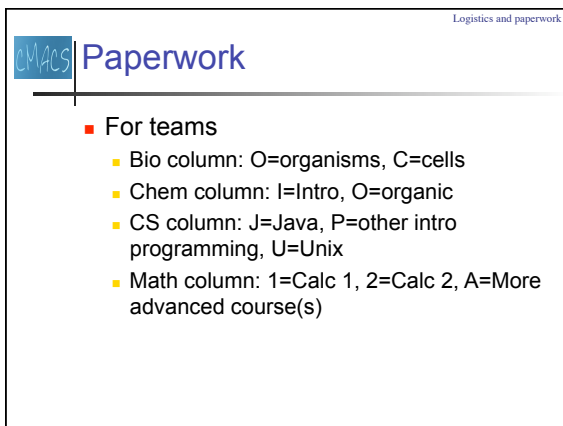 Logistics and paperwork
CMACS
Paperwork
For teams
Bio column: O=organisms, C=cells
Chem column: I=Intro, O=organic
CS column: J=Java, P=other intro
programming, U=Unix
Math column: 1=Calc 1, 2=Calc 2, A=More
advanced course(s)